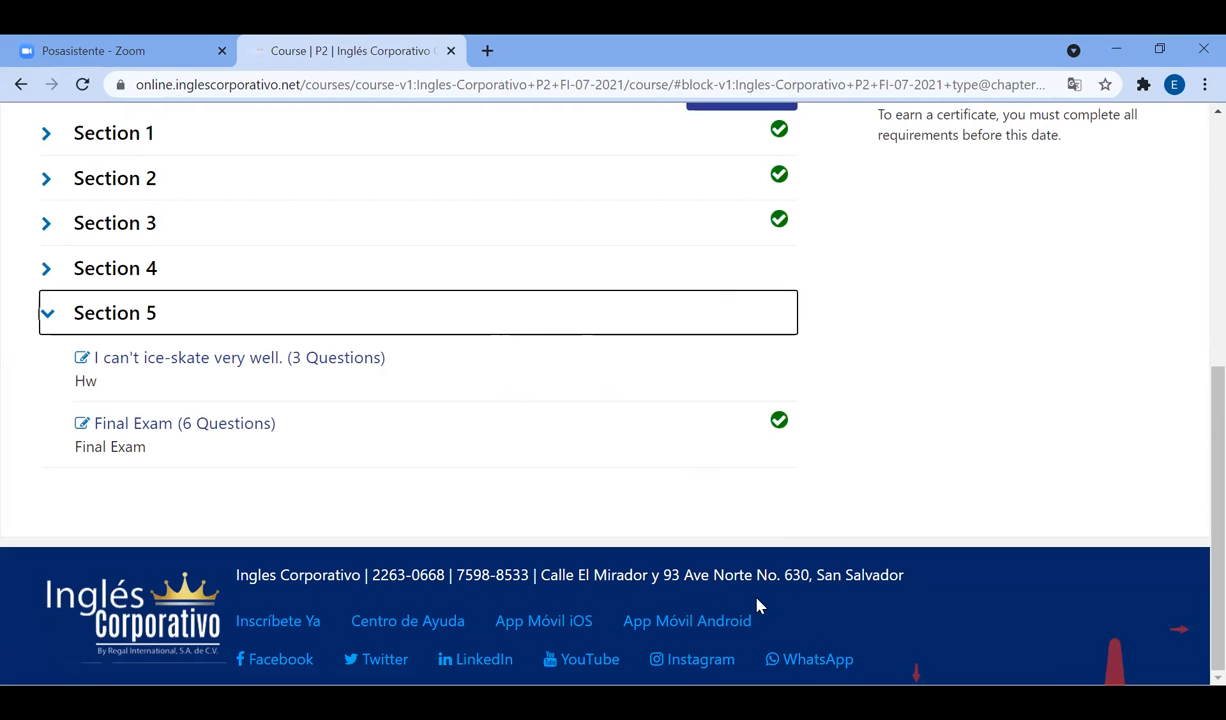 Posasistente - Zoom
Course | P2 | Inglés Corporativo
online.inglescorporativo.net/courses/course-v1:Ingles-Corporativo+P2+FI-07-2021/course/#block-v1:Ingles-Corporativo+P2+FI-07-2021+type@chapter...
E
To earn a certificate, you must complete all
requirements before this date.
Section 1
Section 2
Section 3
Section 4
Section 5
I can't ice-skate very well. (3 Questions)
Hw
Final Exam (6 Questions)
Final Exam
Inglés
Corporativo
By Regal International, S.A. de C.V.
Ingles Corporativo | 2263-0668 | 7598-8533 | Calle El Mirador y 93 Ave Norte No. 630, San Salvador
Inscríbete Ya Centro de Ayuda App Móvil iOS App Móvil Android
Facebook Twitter LinkedIn YouTube Instagram WhatsApp